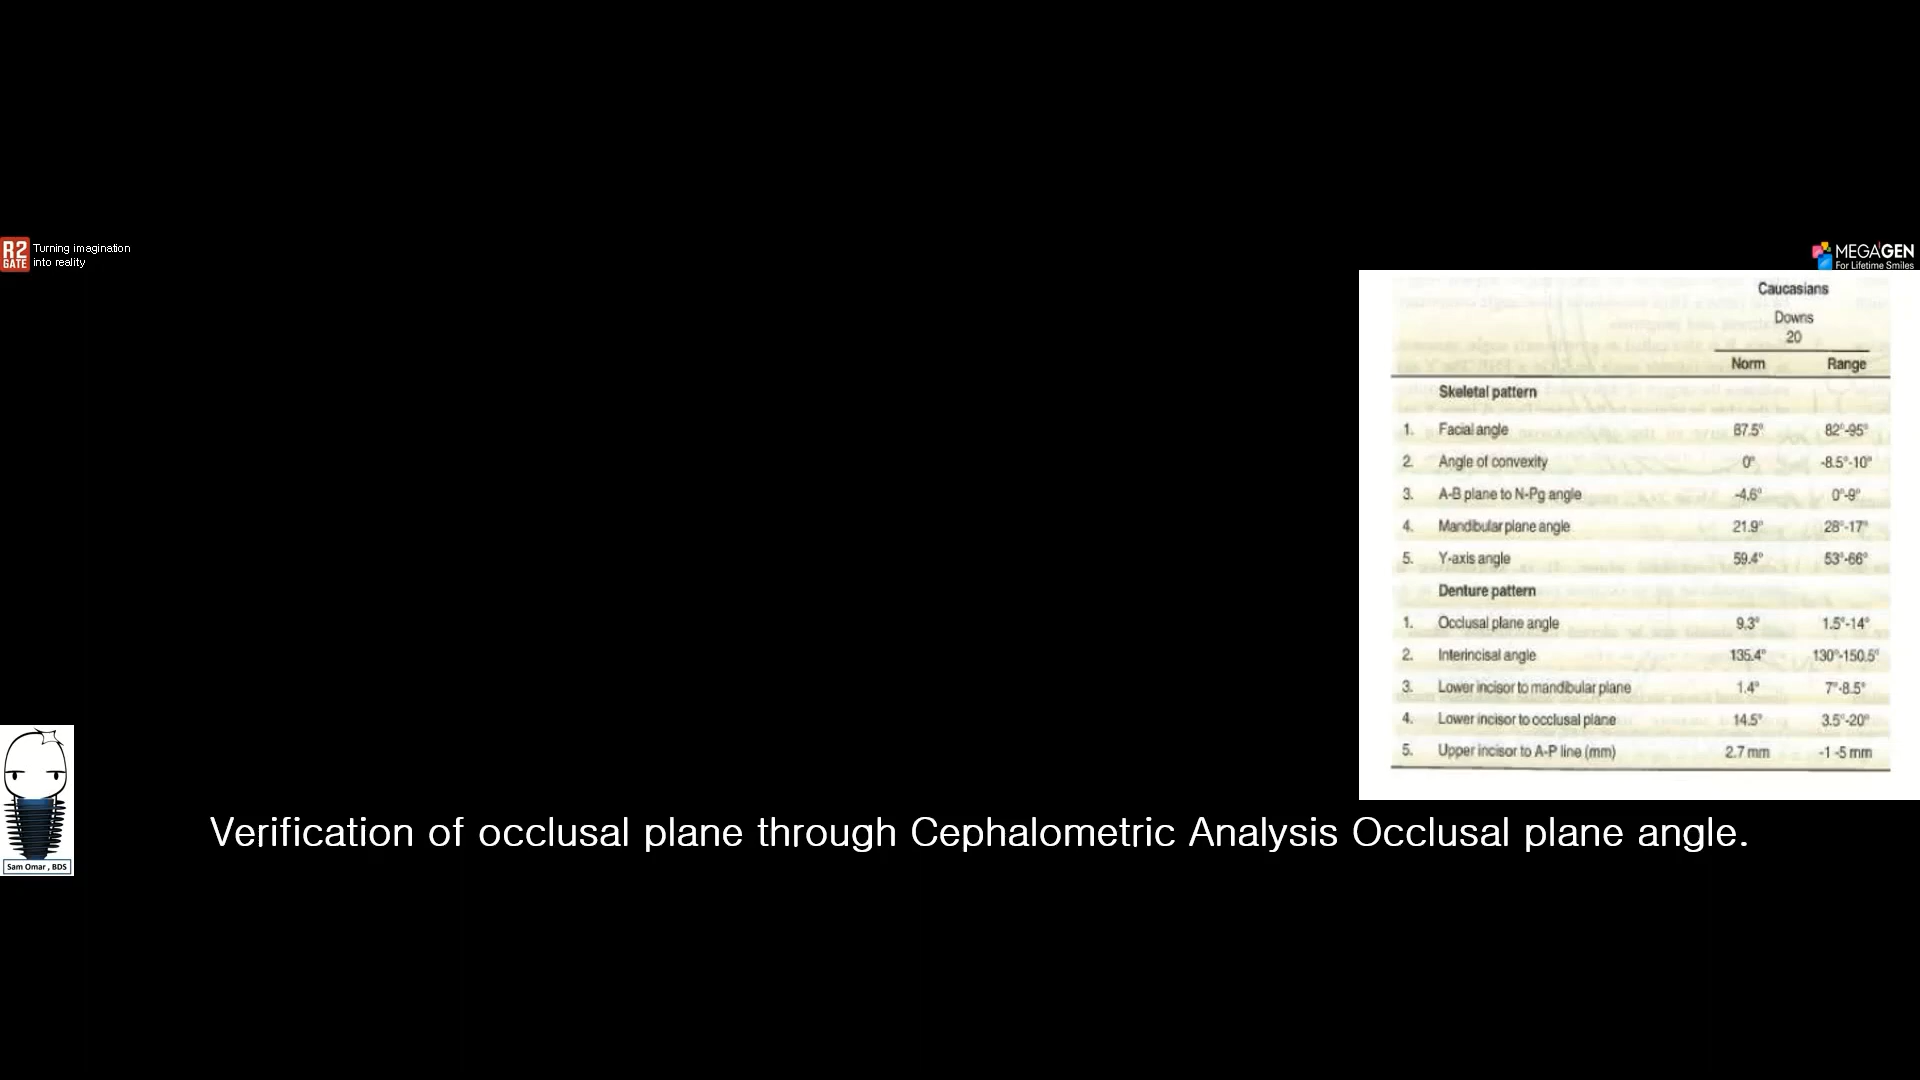 R2 GATE
Turning imagination
into reality
MEGA'GEN
For Lifetime Smiles
Caucasians
Downs
20
Norm Range
Skeletal pattern
1. Facial angle 87.5° 82°-95°
2. Angle of convexity 0° -8.5°-10°
3. A-B plane to N-Pg angle -4.6° 0°-9°
4. Mandibular plane angle 21.9° 28°-17°
5. Y-axis angle 59.4° 53°-66°
Denture pattern
1. Occlusal plane angle 9.3° 1.5°-14°
2. Interincisal angle 135.4° 130°-150.5°
3. Lower incisor to mandibular plane 1.4° 7°-8.5°
4. Lower incisor to occlusal plane 14.5° 3.5°-20°
5. Upper incisor to A-P line (mm) 2.7 mm -1 -5 mm
Sam Omar , BDS
Verification of occlusal plane through Cephalometric Analysis Occlusal plane angle.